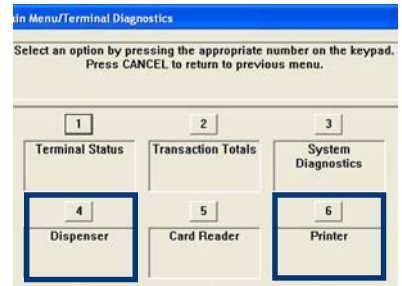 in Menu/Terminal Diagnostics
Select an option by pressing the appropriate number on the keypad.
Press CANCEL to return to previous menu.
1 2 3
Terminal Status Transaction Totals System
Diagnostics
4 5 6
Dispenser Card Reader Printer